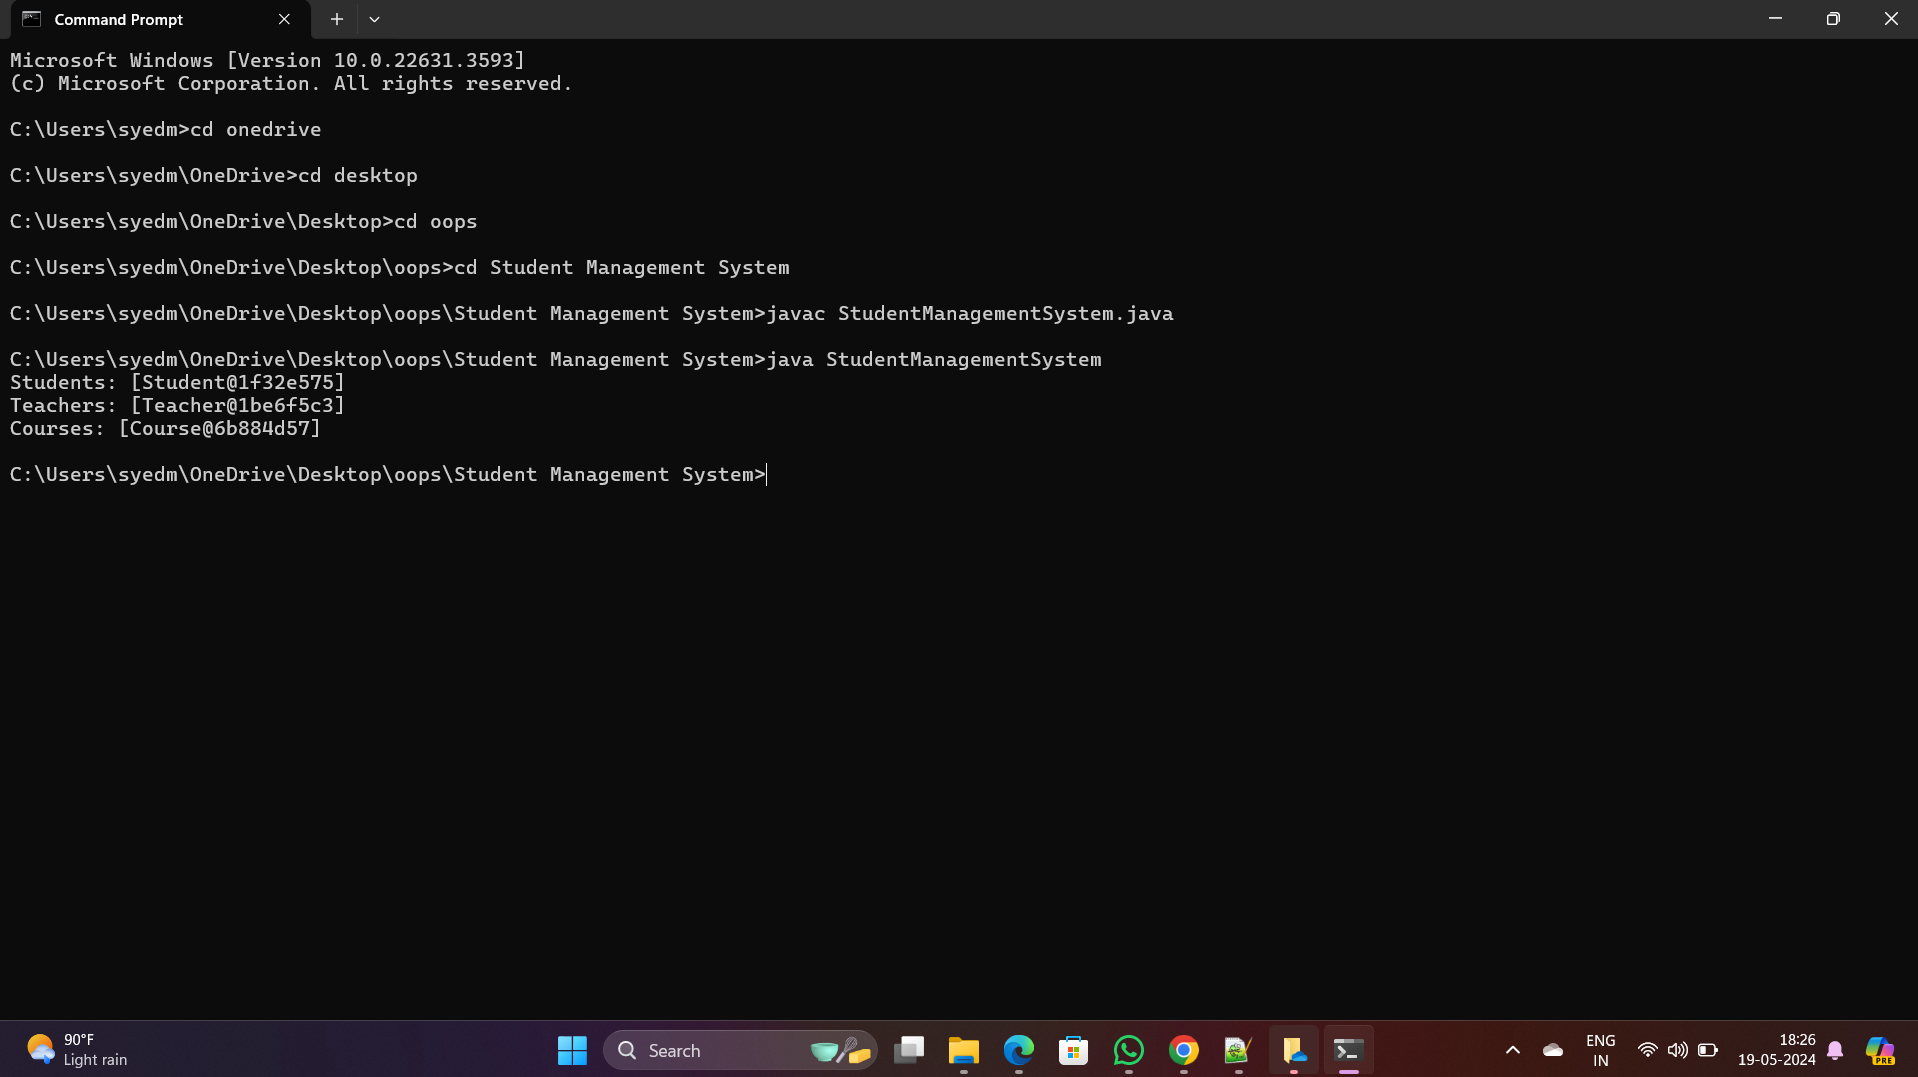 Command Prompt
Microsoft Windows [Version 10.0.22631.3593]
(c) Microsoft Corporation. All rights reserved.
C:\Users\syedm>cd onedrive
C:\Users\syedm\OneDrive>cd desktop
C:\Users\syedm\OneDrive\Desktop>cd oops
C:\Users\syedm\OneDrive\Desktop\oops>cd Student Management System
C:\Users\syedm\OneDrive\Desktop\oops\Student Management System>javac StudentManagementSystem.java
C:\Users\syedm\OneDrive\Desktop\oops\Student Management System>java StudentManagementSystem
Students: [Student@1f32e575]
Teachers: [Teacher@1be6f5c3]
Courses: [Course@6b884d57]
C:\Users\syedm\OneDrive\Desktop\oops\Student Management System>
90°F
Light rain
Search
ENG
IN
18:26
19-05-2024
PRE